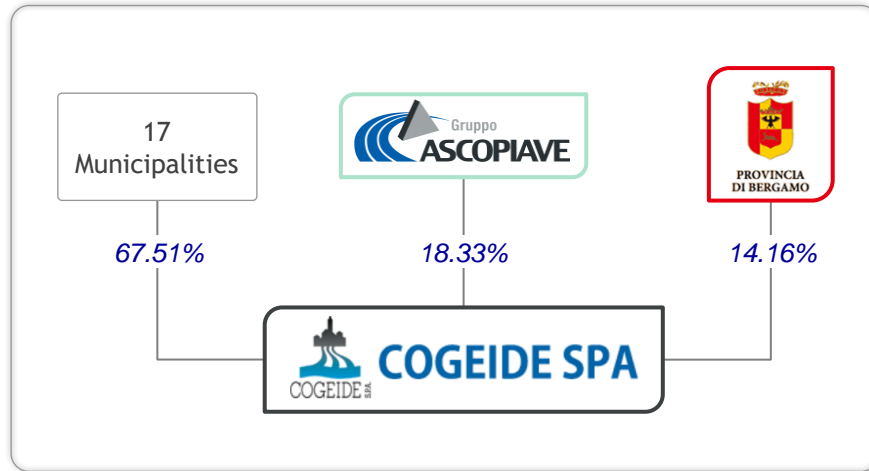 17
Municipalities
Gruppo
ASCOPIAVE
PROVINCIA
DI BERGAMO
67.51%
18.33%
14.16%
COGEIDE S.P.A.
COGEIDE SPA